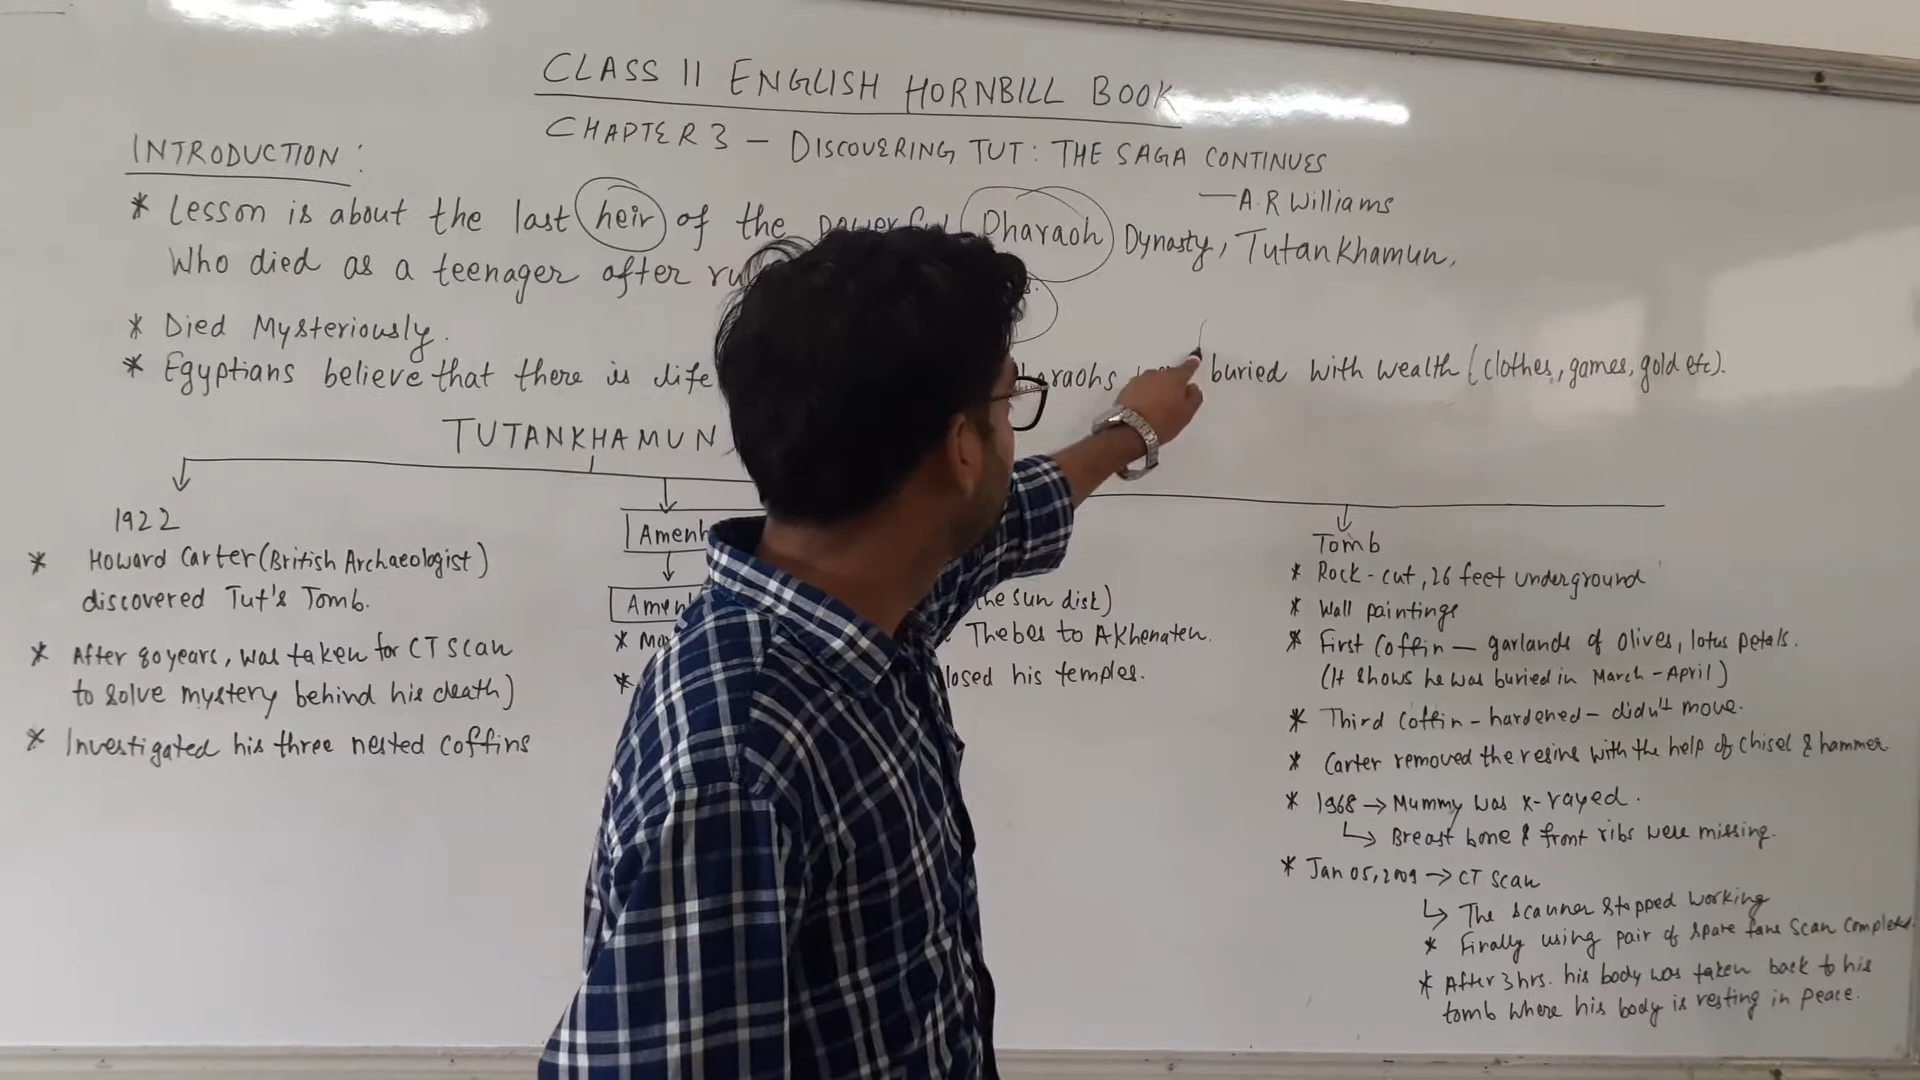 CLASS 11 ENGLISH HORNBILL BOOK
CHAPTER 3 — DISCOVERING TUT: THE SAGA CONTINUES
— A.R Williams
INTRODUCTION:
* Lesson is about the last heir of the powerful Pharaoh Dynasty, Tutankhamun,
Who died as a teenager after
* Died Mysteriously.
* Egyptians believe that there is life buried with wealth (clothes, games, gold etc).
TUTANKHAMUN
1922
* Howard Carter (British Archaeologist)
discovered Tut's Tomb.
* After 80 years, was taken for CT Scan
to solve mystery behind his death)
* Investigated his three nested coffins
the sun disk)
Thebes to Akhenaten.
his temples.
Tomb
* Rock-cut, 26 feet underground
* Wall paintings
* First Coffin — garlands of olives, lotus petals.
(It shows he was buried in March - April)
* Third Coffin - hardened - didn't move.
* Carter removed the resins with the help of chisel & hammer
* 1968 → Mummy was x-rayed.
↳ Breast bone & front ribs were missing.
* Jan 05, 2009 → CT Scan
↳ The scanner stopped working
* Finally using pair of spare fans scan completed.
* After 3 hrs. his body was taken back to his
tomb where his body is resting in peace.